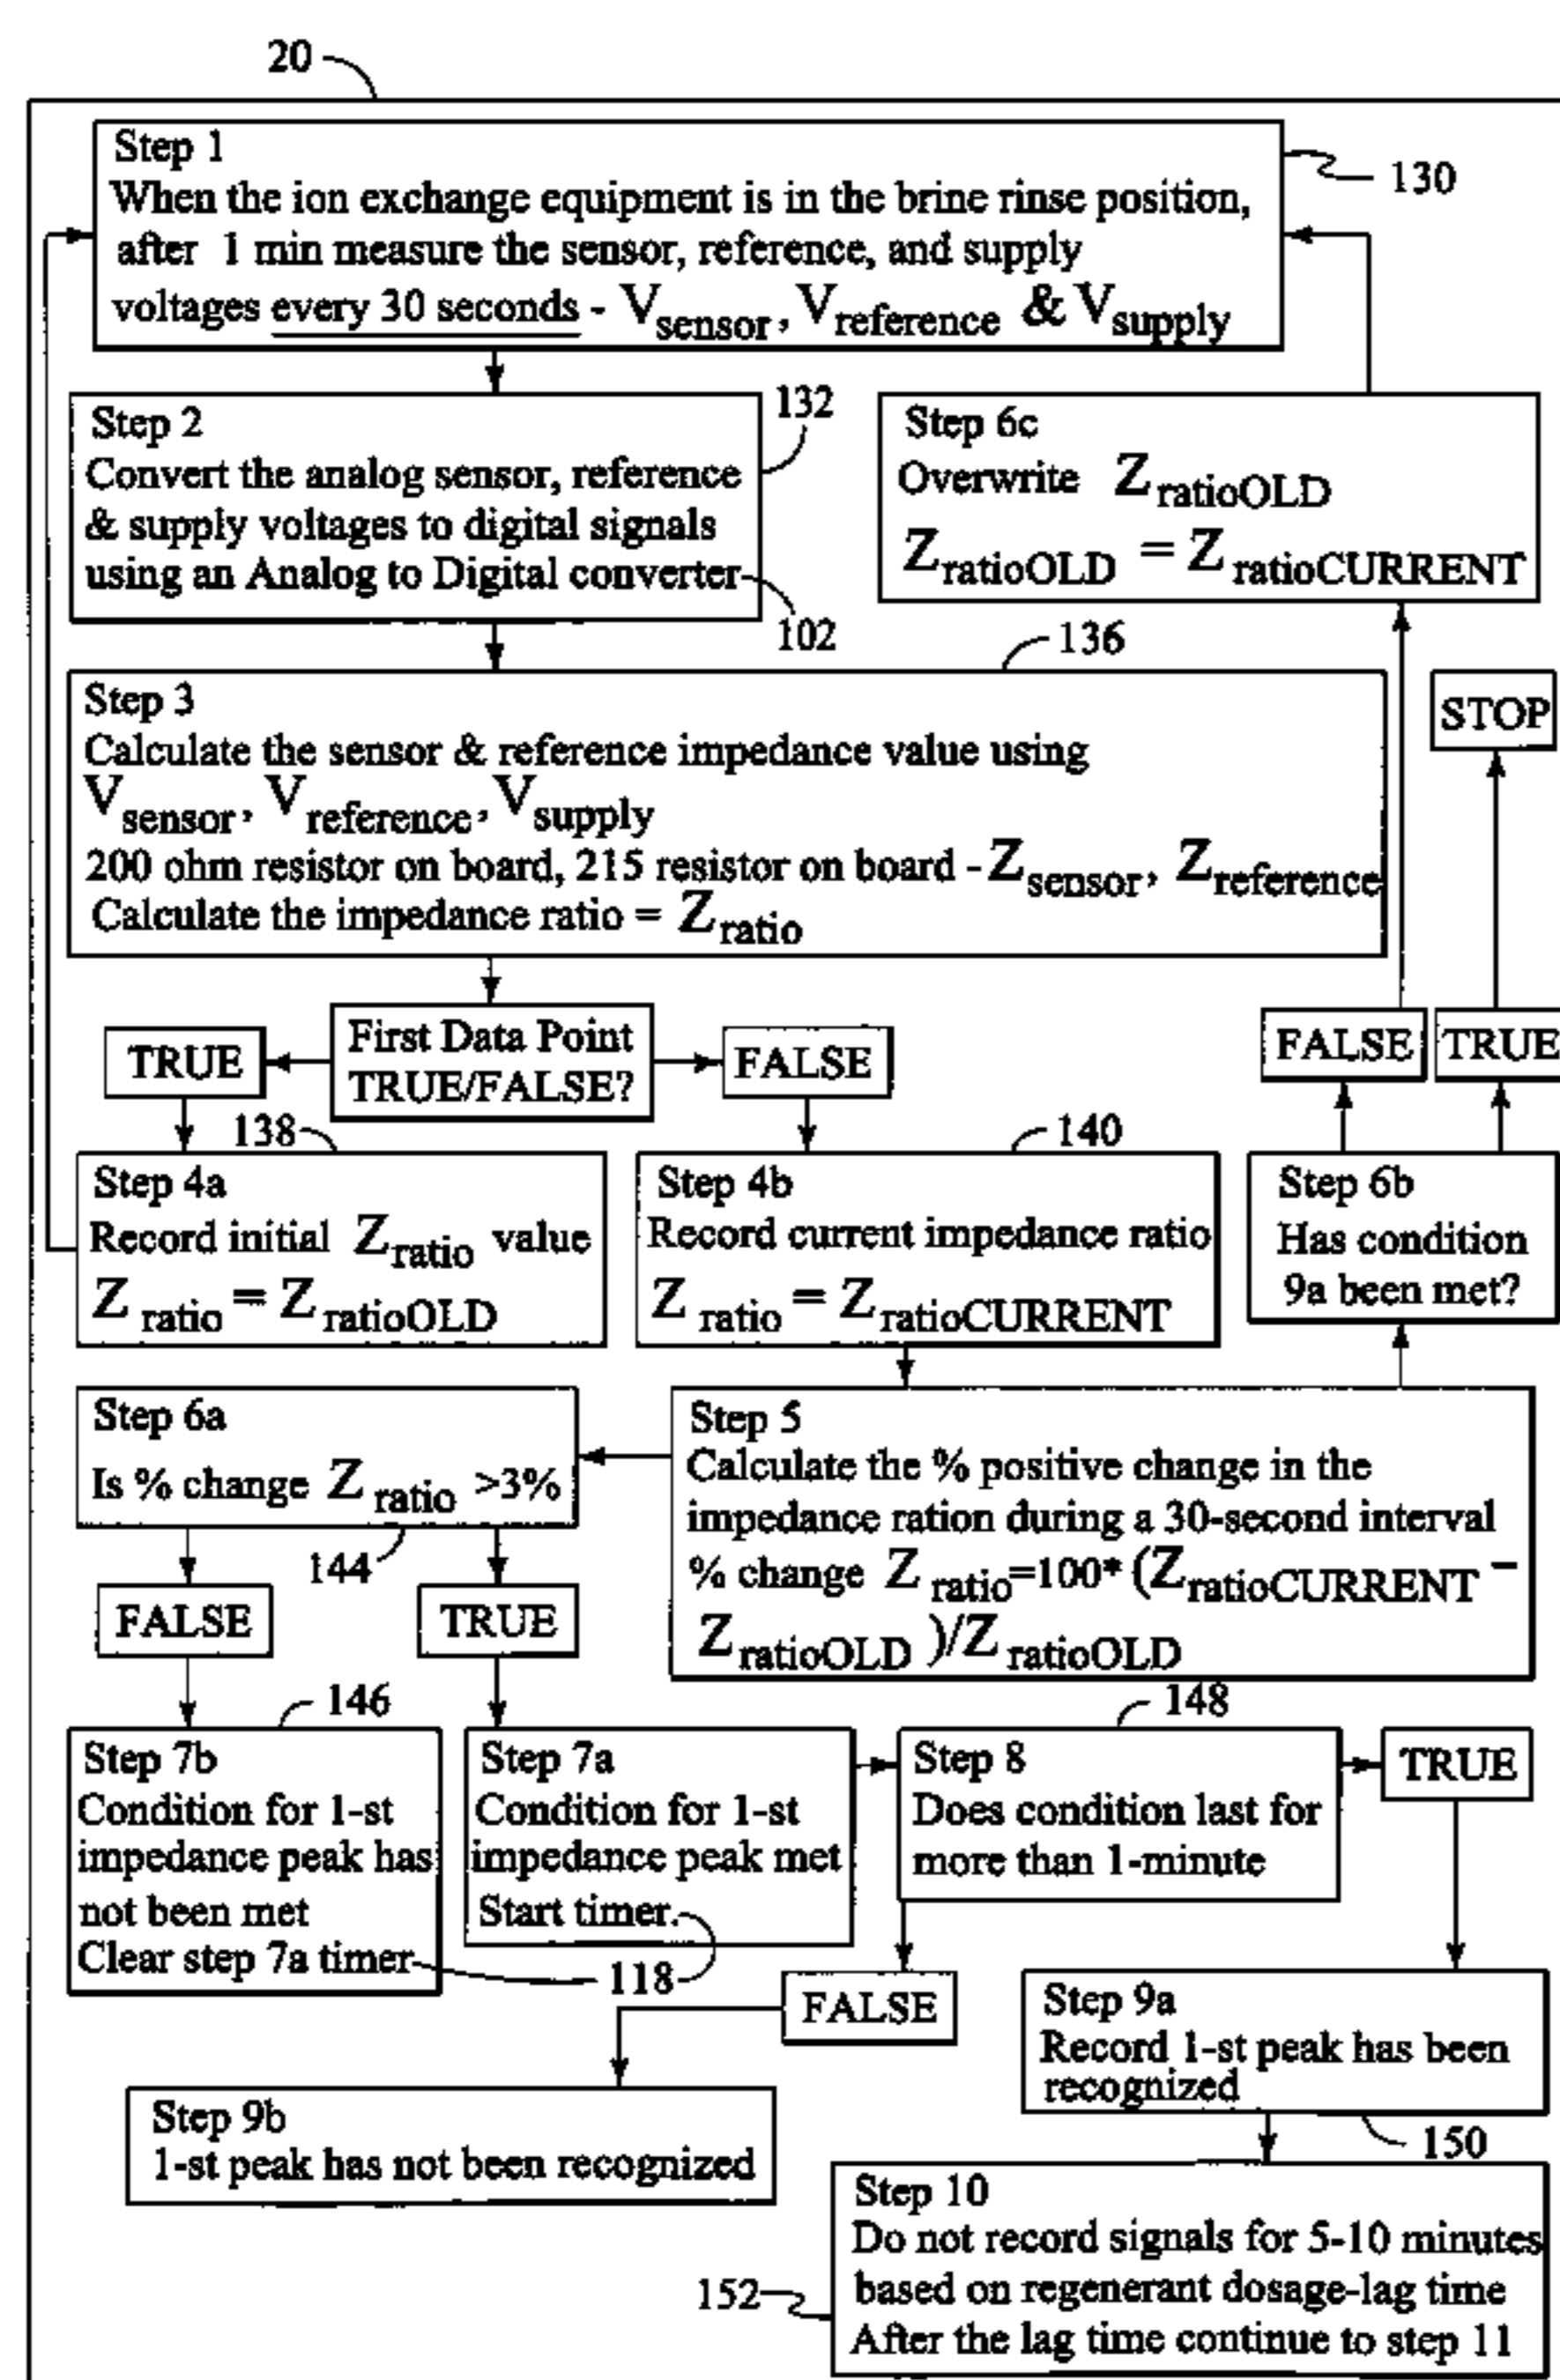 20
Step 1
130
When the ion exchange equipment is in the brine rinse position,
after 1 min measure the sensor, reference, and supply
voltages every 30 seconds - Vsensor, Vreference & Vsupply
Step 2
132
Convert the analog sensor, reference
& supply voltages to digital signals
using an Analog to Digital converter
102
Step 6c
Overwrite ZratioOLD
ZratioOLD = ZratioCURRENT
136
Step 3
Calculate the sensor & reference impedance value using
Vsensor, Vreference, Vsupply
200 ohm resistor on board, 215 resistor on board - Zsensor, Zreference
Calculate the impedance ratio = Zratio
STOP
TRUE
First Data Point
TRUE/FALSE?
FALSE
FALSE
TRUE
138
Step 4a
Record initial Zratio value
Zratio = ZratioOLD
140
Step 4b
Record current impedance ratio
Zratio = ZratioCURRENT
Step 6b
Has condition
9a been met?
Step 6a
Is % change Zratio >3%
144
Step 5
Calculate the % positive change in the
impedance ration during a 30-second interval
% change Zratio=100* (ZratioCURRENT -
ZratioOLD )/ZratioOLD
FALSE
TRUE
146
Step 7b
Condition for 1-st
impedance peak has
not been met
Clear step 7a timer
Step 7a
Condition for 1-st
impedance peak met
Start timer.
118
148
Step 8
Does condition last for
more than 1-minute
TRUE
FALSE
Step 9a
Record 1-st peak has been
recognized
150
Step 9b
1-st peak has not been recognized
Step 10
Do not record signals for 5-10 minutes
based on regenerant dosage-lag time
After the lag time continue to step 11
152